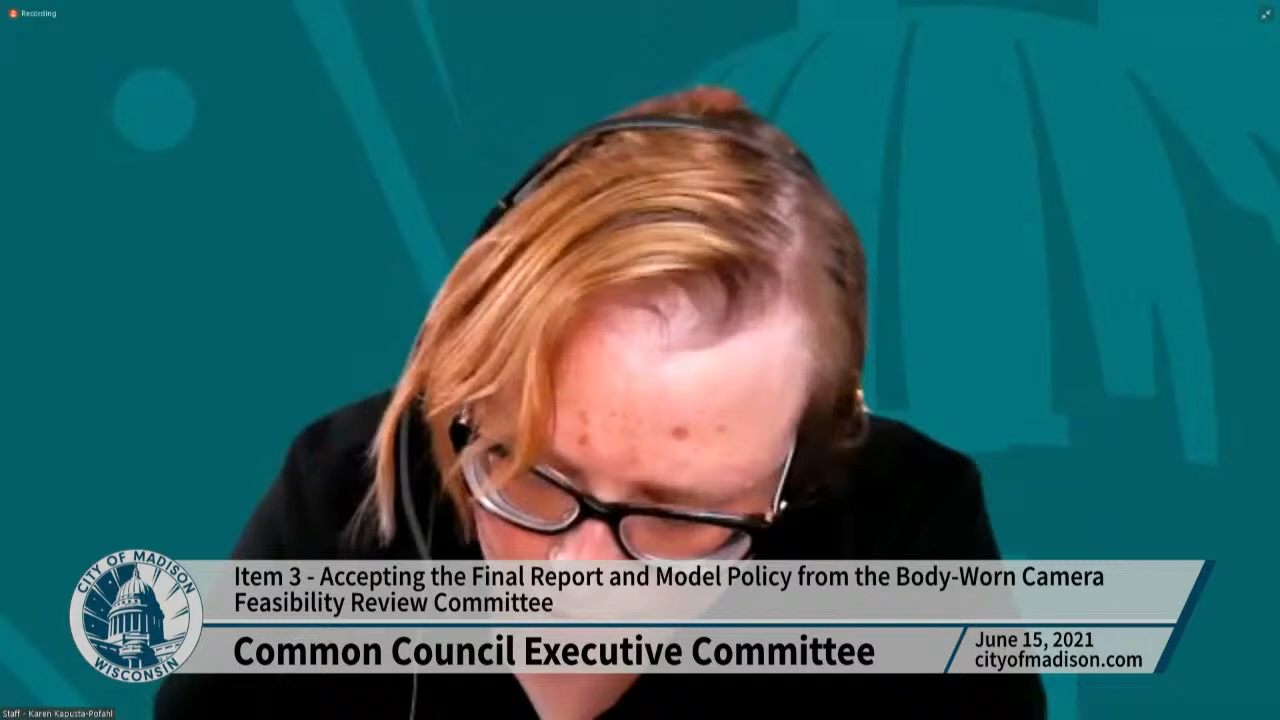 Recording
CITY OF MADISON
WISCONSIN
Item 3 - Accepting the Final Report and Model Policy from the Body-Worn Camera
Feasibility Review Committee
Common Council Executive Committee
June 15, 2021
cityofmadison.com
Staff - Karen Kapusta-Pofahl